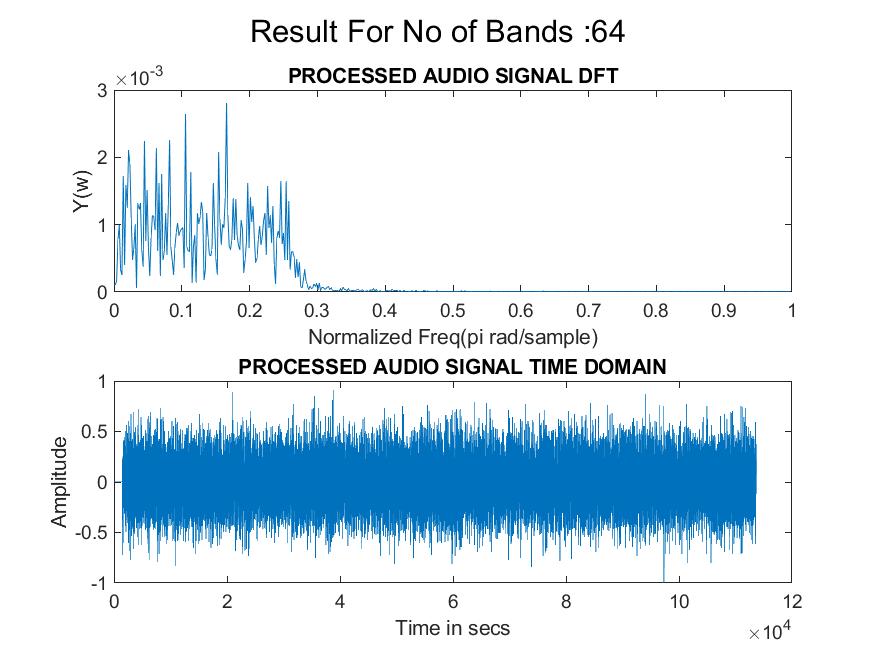 Result For No of Bands :64
×10-3
PROCESSED AUDIO SIGNAL DFT
3
2
1
0
Y(w)
0 0.1 0.2 0.3 0.4 0.5 0.6 0.7 0.8 0.9 1
Normalized Freq(pi rad/sample)
PROCESSED AUDIO SIGNAL TIME DOMAIN
1
0.5
0
-0.5
-1
Amplitude
0 2 4 6 8 10 12
Time in secs
×10⁴